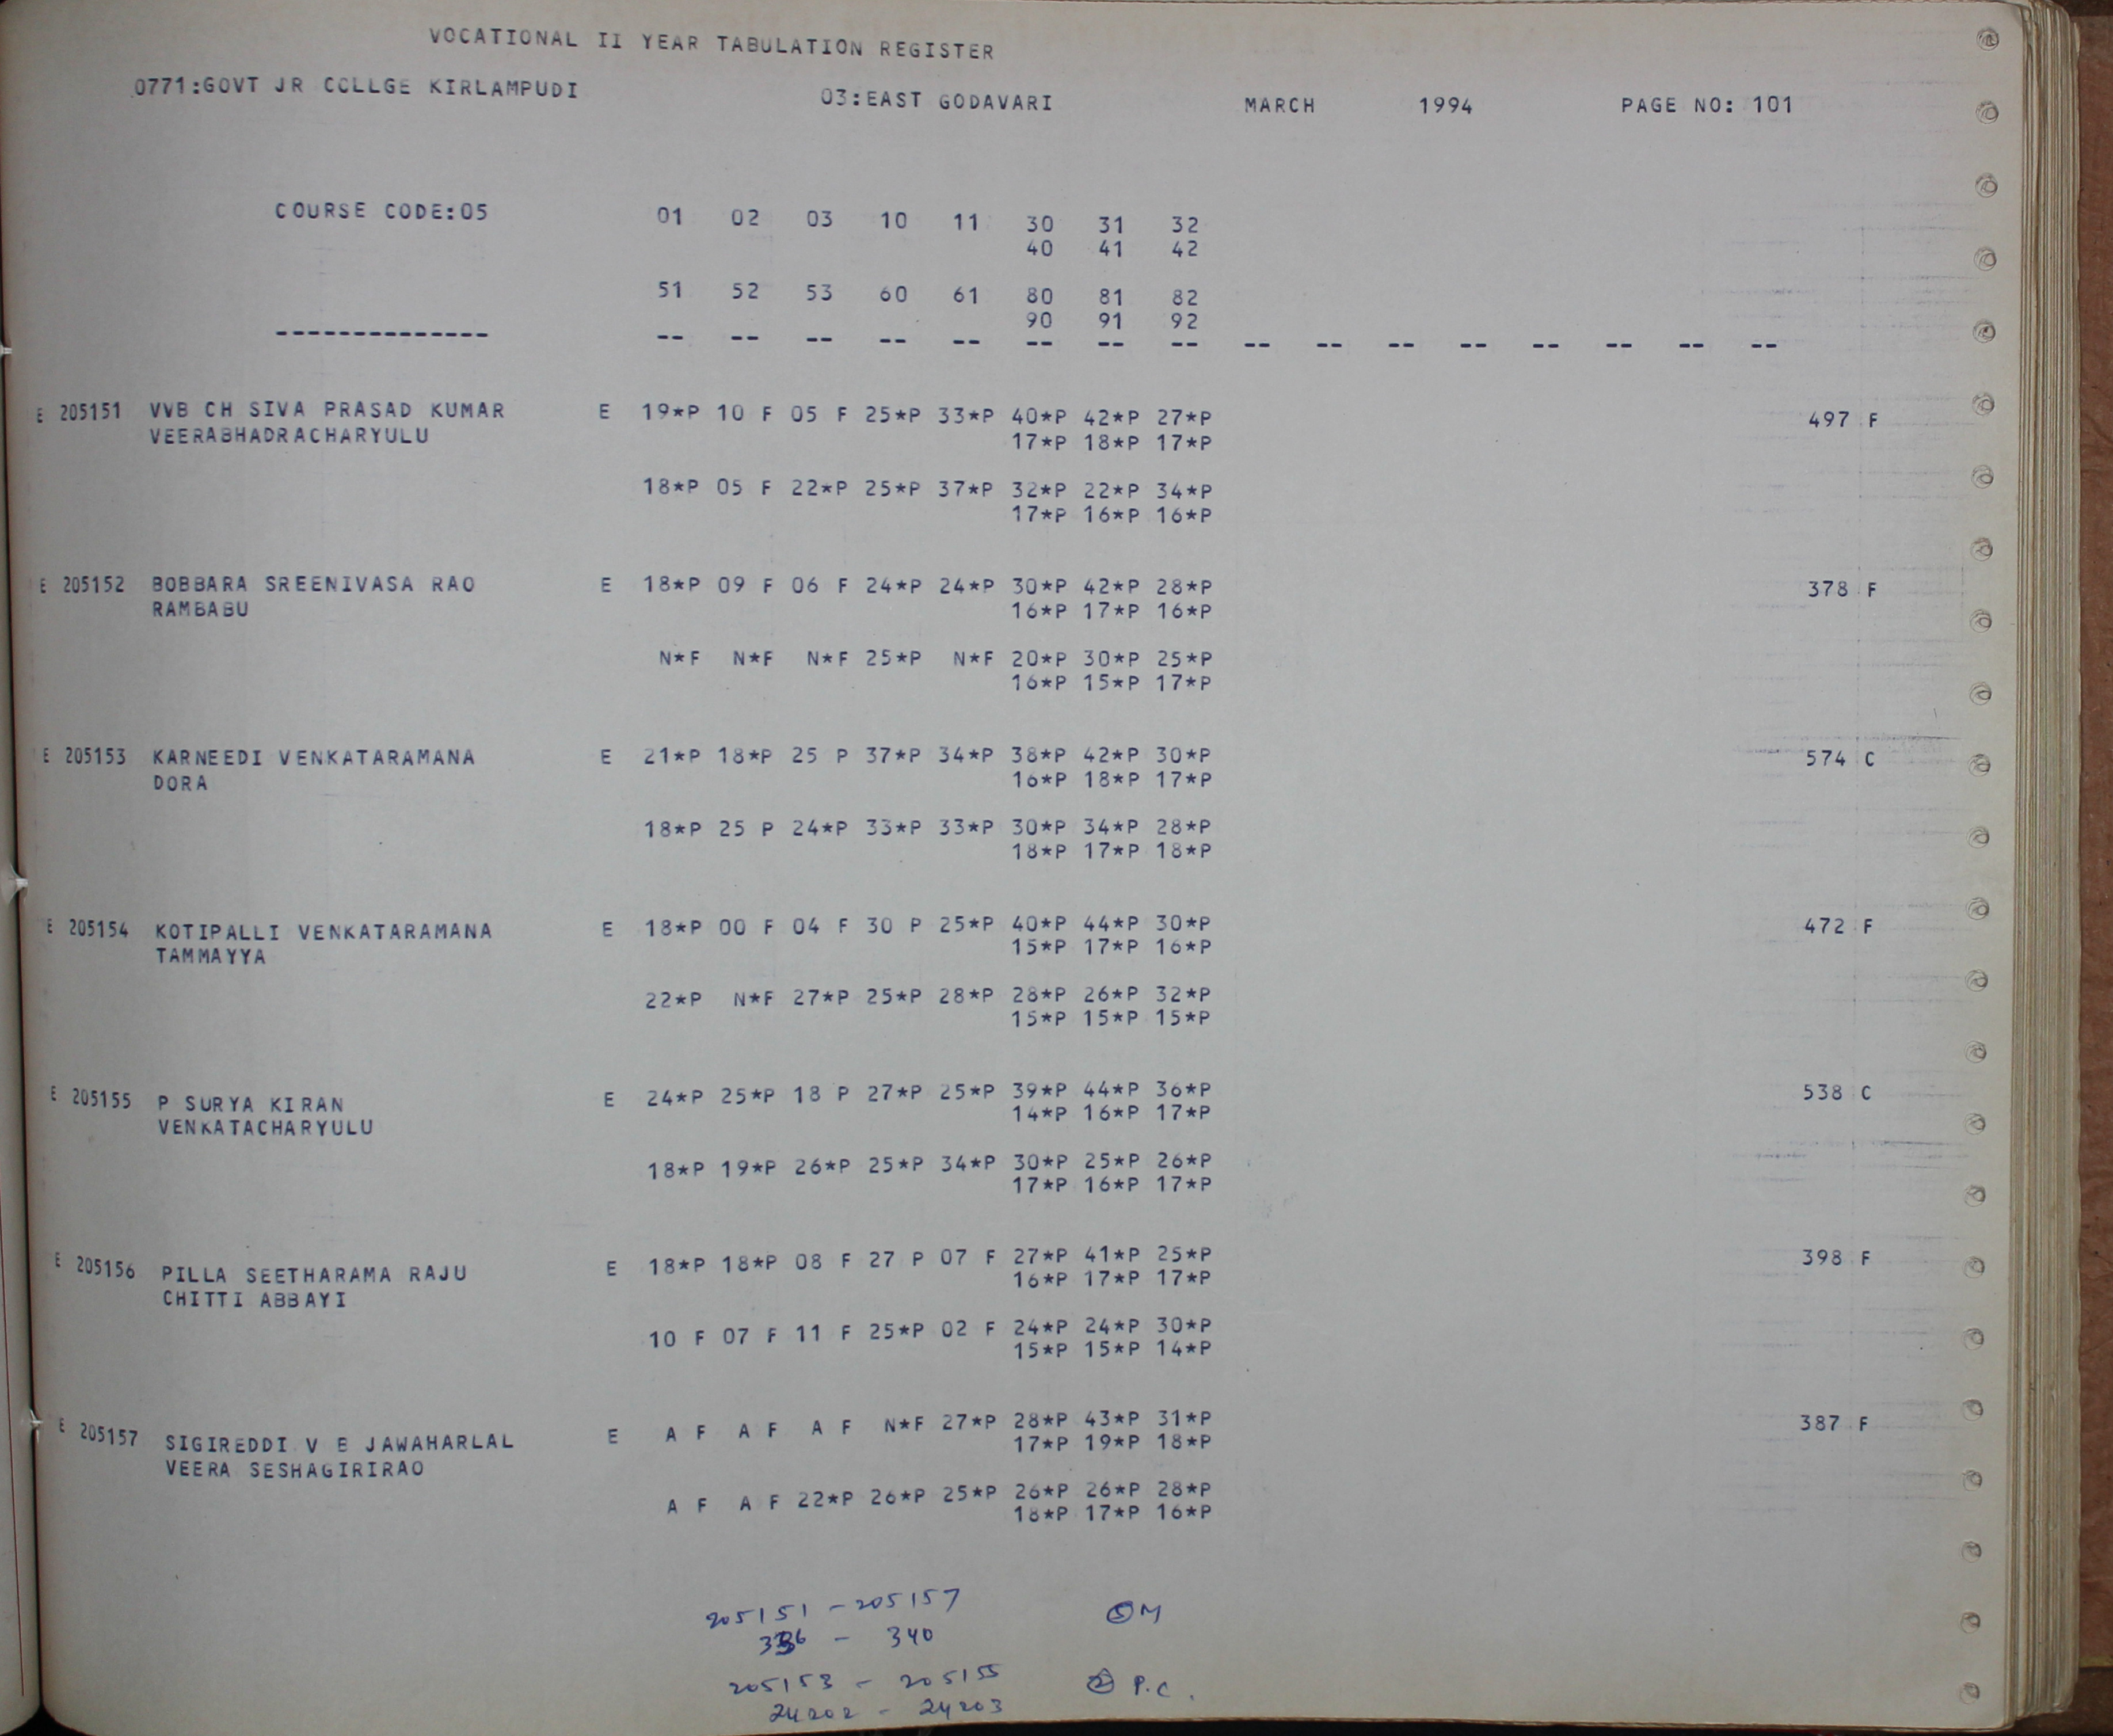 VOCATIONAL II YEAR TABULATION REGISTER
0771:GOVT JR COLLGE KIRLAMPUDI 03:EAST GODAVARI MARCH 1994 PAGE NO: 101
COURSE CODE:05 01 02 03 10 11 30 31 32
40 41 42
51 52 53 60 61 80 81 82
90 91 92
-------------- -- -- -- -- -- -- -- -- -- -- -- -- -- -- -- --
E 205151 VVB CH SIVA PRASAD KUMAR E 19*P 10 F 05 F 25*P 33*P 40*P 42*P 27*P 497 F
VEERABHADRACHARYULU 17*P 18*P 17*P
18*P 05 F 22*P 25*P 37*P 32*P 22*P 34*P
17*P 16*P 16*P
E 205152 BOBBARA SREENIVASA RAO E 18*P 09 F 06 F 24*P 24*P 30*P 42*P 28*P 378 F
RAMBABU 16*P 17*P 16*P
N*F N*F N*F 25*P N*F 20*P 30*P 25*P
16*P 15*P 17*P
E 205153 KARNEEDI VENKATARAMANA E 21*P 18*P 25 P 37*P 34*P 38*P 42*P 30*P 574 C
DORA 16*P 18*P 17*P
18*P 25 P 24*P 33*P 33*P 30*P 34*P 28*P
18*P 17*P 18*P
E 205154 KOTIPALLI VENKATARAMANA E 18*P 00 F 04 F 30 P 25*P 40*P 44*P 30*P 472 F
TAMMAYYA 15*P 17*P 16*P
22*P N*F 27*P 25*P 28*P 28*P 26*P 32*P
15*P 15*P 15*P
E 205155 P SURYA KIRAN E 24*P 25*P 18 P 27*P 25*P 39*P 44*P 36*P 538 C
VENKATACHARYULU 14*P 16*P 17*P
18*P 19*P 26*P 25*P 34*P 30*P 25*P 26*P
17*P 16*P 17*P
E 205156 PILLA SEETHARAMA RAJU E 18*P 18*P 08 F 27 P 07 F 27*P 41*P 25*P 398 F
CHITTI ABBAYI 16*P 17*P 17*P
10 F 07 F 11 F 25*P 02 F 24*P 24*P 30*P
15*P 15*P 14*P
E 205157 SIGIREDDI V B JAWAHARLAL E A F A F A F N*F 27*P 28*P 43*P 31*P 387 F
VEERA SESHAGIRIRAO 17*P 19*P 18*P
A F A F 22*P 26*P 25*P 26*P 26*P 28*P
18*P 17*P 16*P
205151 - 205157 5 M
336 - 340
205153 - 205155 2 P.C.
24202 - 24203